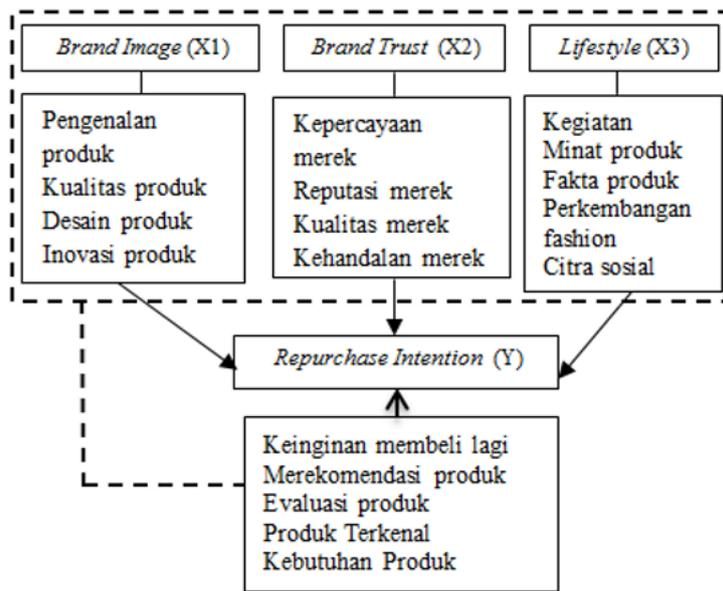 Brand Image (X1)
Pengenalan
produk
Kualitas produk
Desain produk
Inovasi produk
Brand Trust (X2)
Kepercayaan
merek
Reputasi merek
Kualitas merek
Kehandalan merek
Lifestyle (X3)
Kegiatan
Minat produk
Fakta produk
Perkembangan
fashion
Citra sosial
Repurchase Intention (Y)
Keinginan membeli lagi
Merekomendasi produk
Evaluasi produk
Produk Terkenal
Kebutuhan Produk